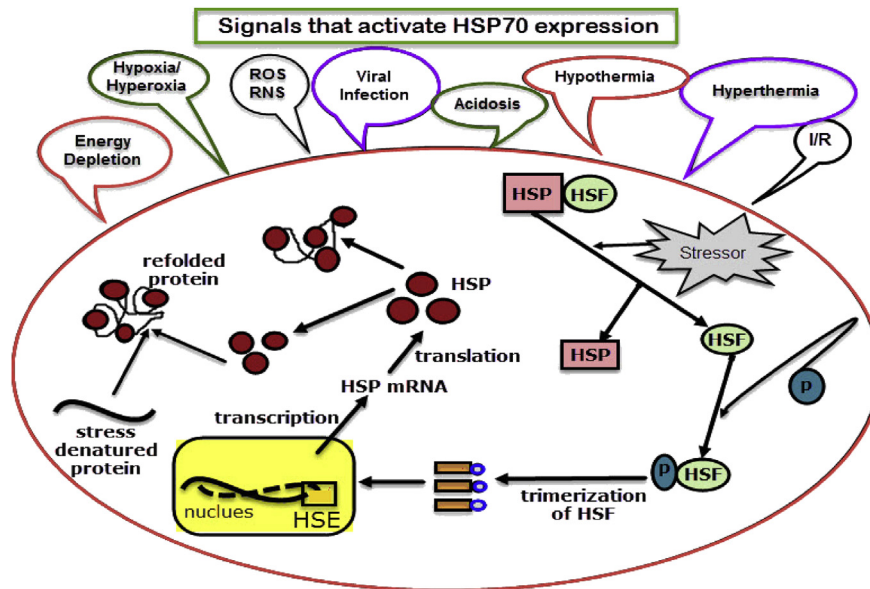 Signals that activate HSP70 expression
Hypoxia/
Hyperoxia
ROS
RNS
Viral
Infection
Acidosis
Hypothermia
Hyperthermia
I/R
Energy
Depletion
HSP
HSF
Stressor
refolded
protein
HSP
HSP
HSF
translation
HSP mRNA
P
transcription
stress
denatured
protein
P
HSF
nuclues
HSE
trimerization
of HSF